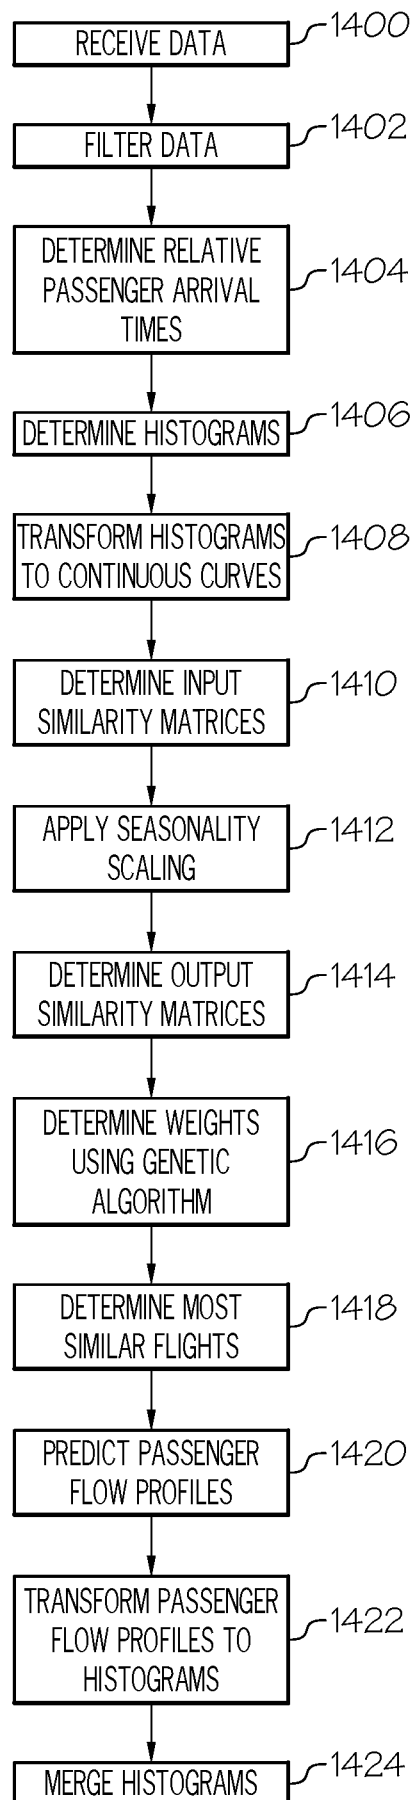 RECEIVE DATA
1400
FILTER DATA
1402
DETERMINE RELATIVE
PASSENGER ARRIVAL
TIMES
1404
DETERMINE HISTOGRAMS
1406
TRANSFORM HISTOGRAMS
TO CONTINUOUS CURVES
1408
DETERMINE INPUT
SIMILARITY MATRICES
1410
APPLY SEASONALITY
SCALING
1412
DETERMINE OUTPUT
SIMILARITY MATRICES
1414
DETERMINE WEIGHTS
USING GENETIC
ALGORITHM
1416
DETERMINE MOST
SIMILAR FLIGHTS
1418
PREDICT PASSENGER
FLOW PROFILES
1420
TRANSFORM PASSENGER
FLOW PROFILES TO
HISTOGRAMS
1422
MERGE HISTOGRAMS
1424